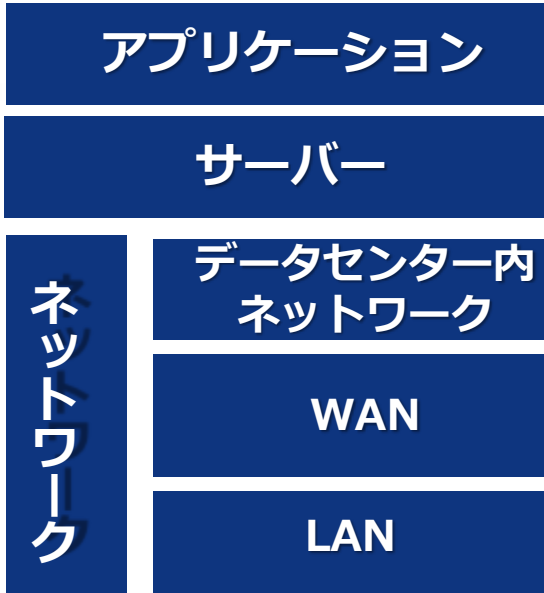 アプリケーション
サーバー
ネットワーク
データセンター内
ネットワーク
WAN
LAN